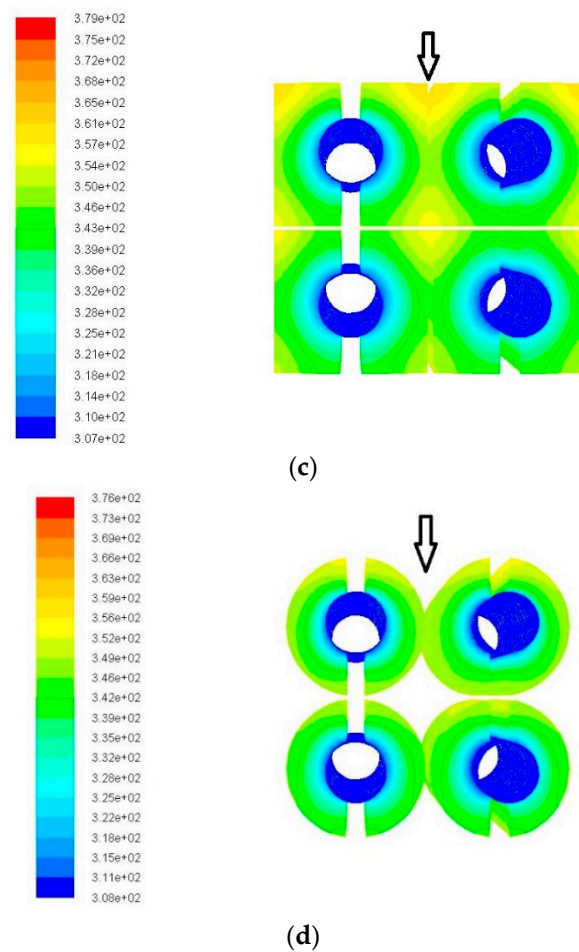 3.79e+02
3.75e+02
3.72e+02
3.68e+02
3.65e+02
3.61e+02
3.57e+02
3.54e+02
3.50e+02
3.46e+02
3.43e+02
3.39e+02
3.36e+02
3.32e+02
3.28e+02
3.25e+02
3.21e+02
3.18e+02
3.14e+02
3.10e+02
3.07e+02
(c)
3.76e+02
3.73e+02
3.69e+02
3.66e+02
3.63e+02
3.59e+02
3.56e+02
3.52e+02
3.49e+02
3.46e+02
3.42e+02
3.39e+02
3.35e+02
3.32e+02
3.28e+02
3.25e+02
3.22e+02
3.18e+02
3.15e+02
3.11e+02
3.08e+02
(d)